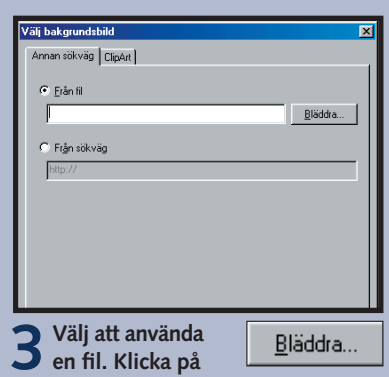 Välj bakgrundsbild
Annan sökväg ClipArt
Från fil
Bläddra...
Från sökväg
http://
3 Välj att använda
en fil. Klicka på
Bläddra...